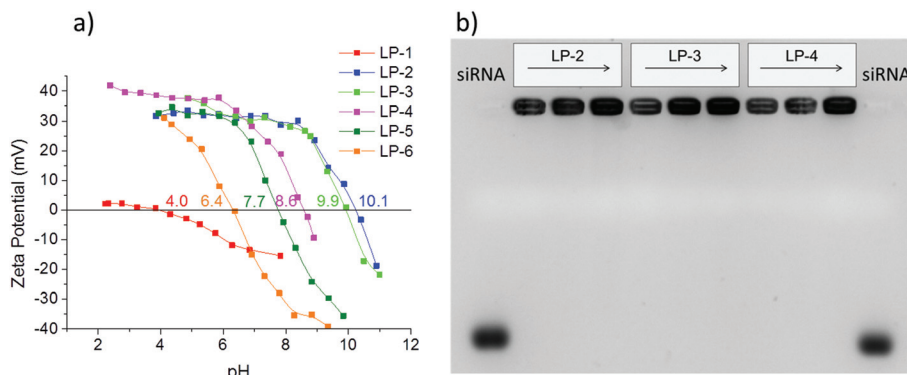 a)
LP-1
LP-2
LP-3
LP-4
LP-5
LP-6
Zeta Potential (mV)
40
30
20
10
0
-10
-20
-30
-40
4.0 6.4 7.7 8.6 9.9 10.1
0 2 4 6 8 10 12
pH
b)
siRNA LP-2 LP-3 LP-4 siRNA